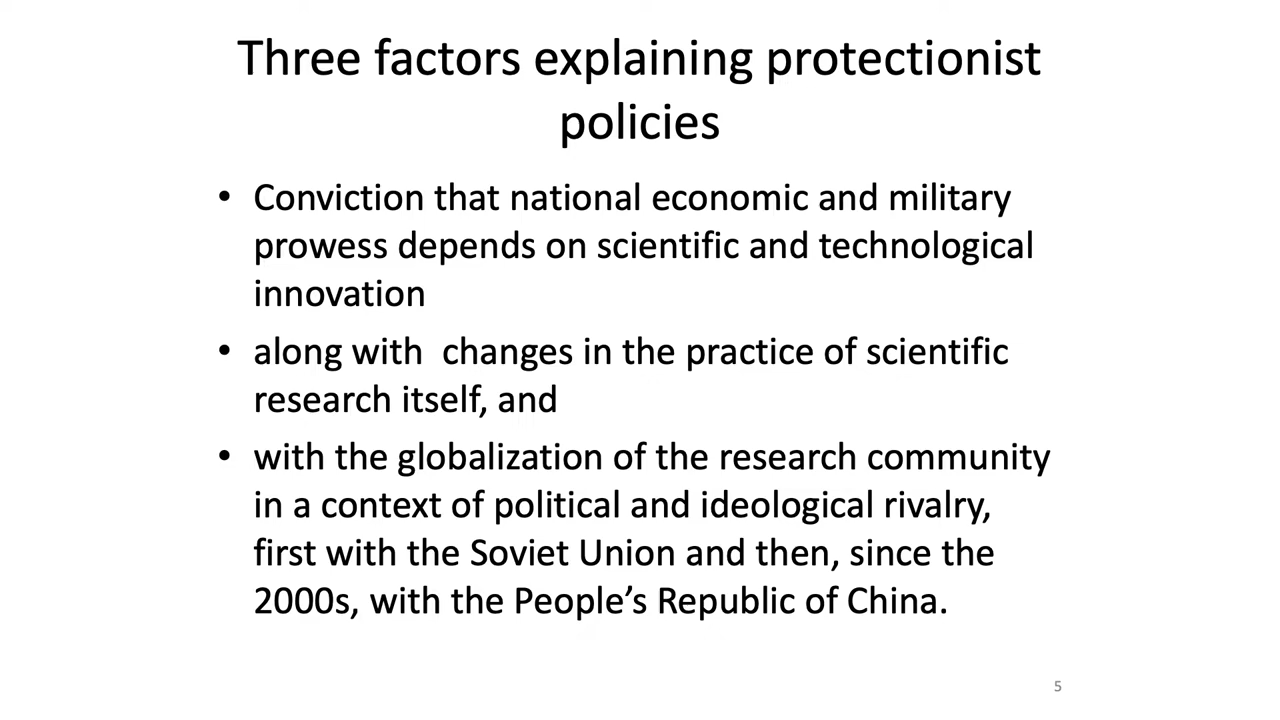 Three factors explaining protectionist
policies
• Conviction that national economic and military
prowess depends on scientific and technological
innovation
• along with  changes in the practice of scientific
research itself, and
• with the globalization of the research community
in a context of political and ideological rivalry,
first with the Soviet Union and then, since the
2000s, with the People’s Republic of China.
5